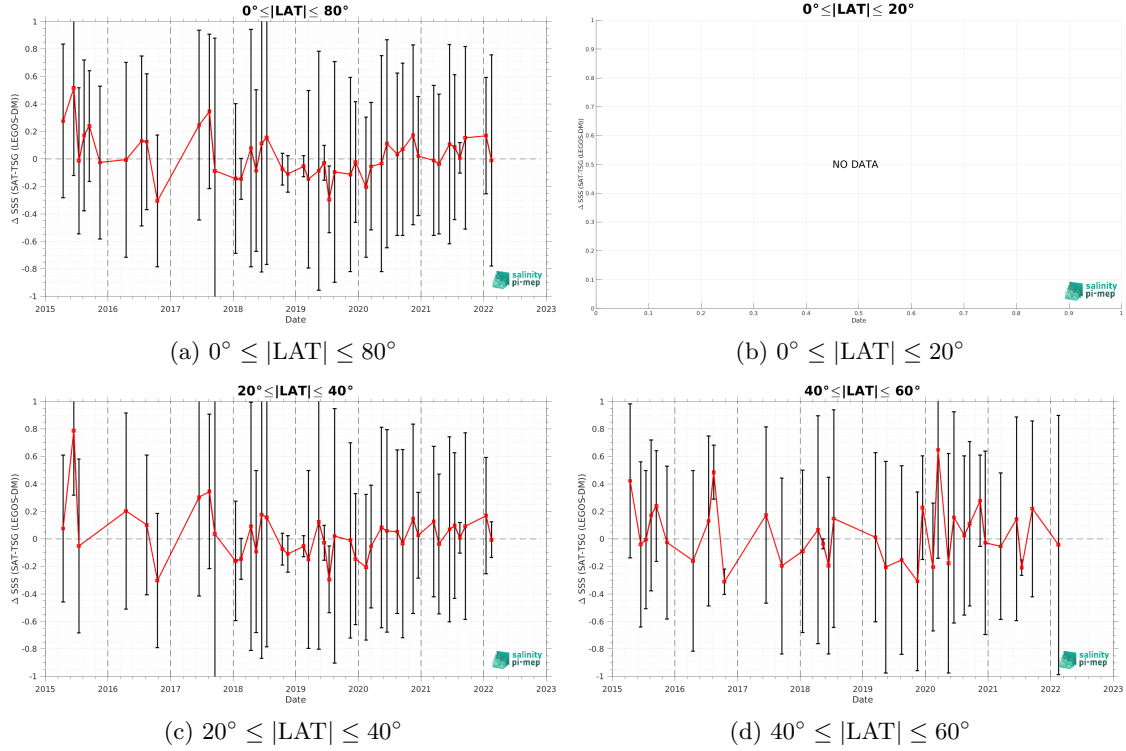 0°≤|LAT|≤ 80°
Δ SSS (SAT-TSG (LEGOS-DM))
1
0.8
0.6
0.4
0.2
0
-0.2
-0.4
-0.6
-0.8
-1
2015 2016 2017 2018 2019 2020 2021 2022 2023
Date
salinity
pi-mep
(a) 0° ≤ |LAT| ≤ 80°
0°≤|LAT|≤ 20°
Δ SSS (SAT-TSG (LEGOS-DM))
1
0.9
0.8
0.7
0.6
0.5
0.4
0.3
0.2
0.1
0
NO DATA
0 0.1 0.2 0.3 0.4 0.5 0.6 0.7 0.8 0.9 1
Date
salinity
pi-mep
(b) 0° ≤ |LAT| ≤ 20°
20°≤|LAT|≤ 40°
Δ SSS (SAT-TSG (LEGOS-DM))
1
0.8
0.6
0.4
0.2
0
-0.2
-0.4
-0.6
-0.8
-1
2015 2016 2017 2018 2019 2020 2021 2022 2023
Date
salinity
pi-mep
(c) 20° ≤ |LAT| ≤ 40°
40°≤|LAT|≤ 60°
Δ SSS (SAT-TSG (LEGOS-DM))
1
0.8
0.6
0.4
0.2
0
-0.2
-0.4
-0.6
-0.8
-1
2015 2016 2017 2018 2019 2020 2021 2022 2023
Date
salinity
pi-mep
(d) 40° ≤ |LAT| ≤ 60°